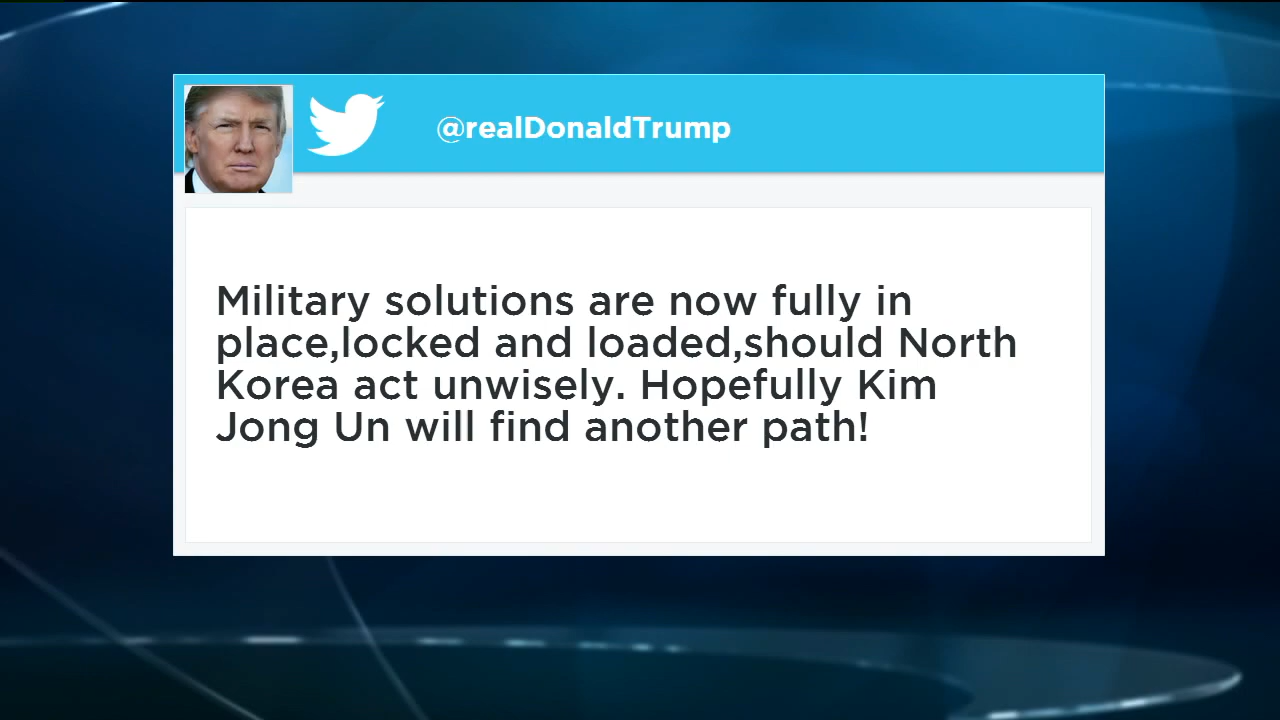 @realDonaldTrump
Military solutions are now fully in
place,locked and loaded,should North
Korea act unwisely. Hopefully Kim
Jong Un will find another path!